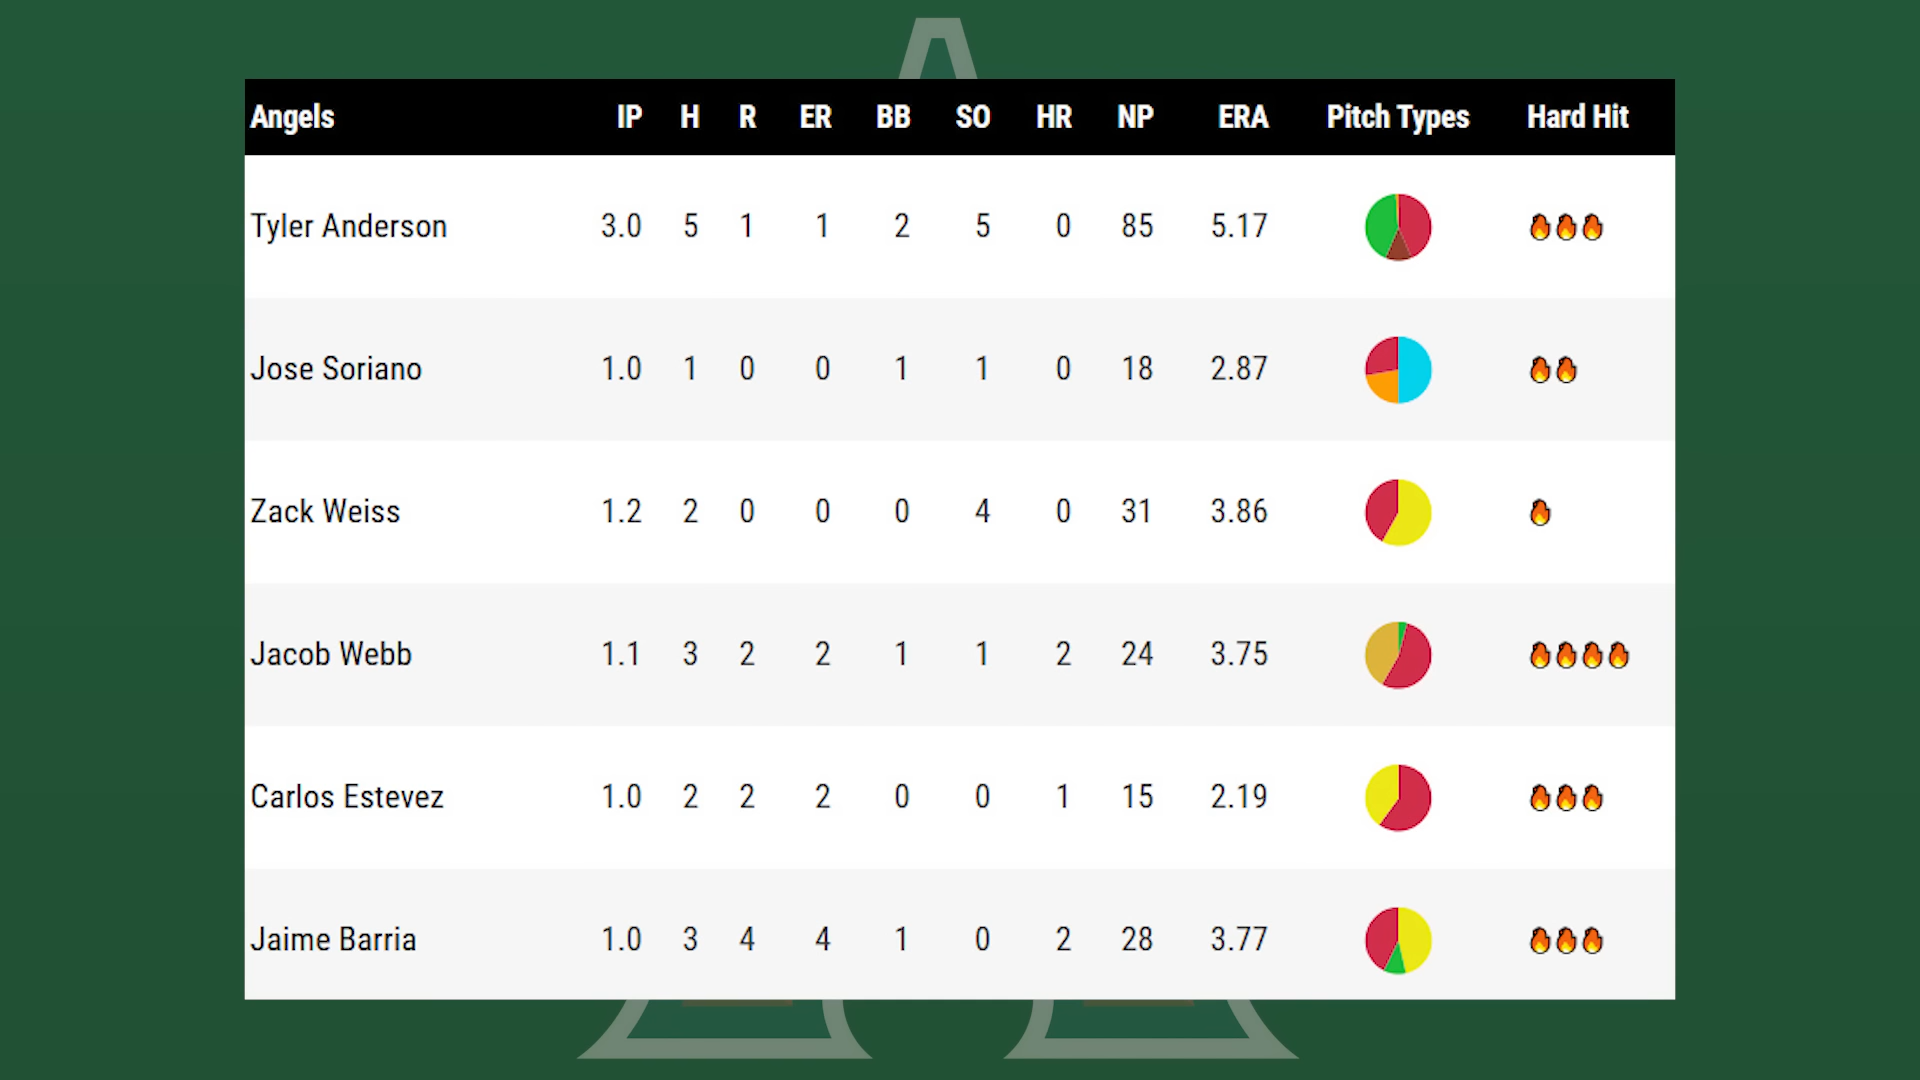 Angels IP H R ER BB SO HR NP ERA Pitch Types Hard Hit
Tyler Anderson 3.0 5 1 1 2 5 0 85 5.17
Jose Soriano 1.0 1 0 0 1 1 0 18 2.87
Zack Weiss 1.2 2 0 0 0 4 0 31 3.86
Jacob Webb 1.1 3 2 2 1 1 2 24 3.75
Carlos Estevez 1.0 2 2 2 0 0 1 15 2.19
Jaime Barria 1.0 3 4 4 1 0 2 28 3.77